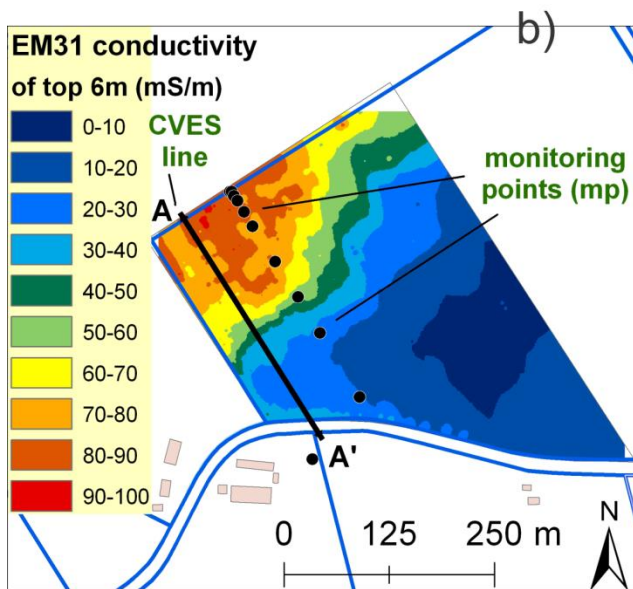 b)
EM31 conductivity
of top 6m (mS/m)
0-10
10-20
20-30
30-40
40-50
50-60
60-70
70-80
80-90
90-100
CVES
line
A
monitoring
points (mp)
A'
N
0 125 250 m